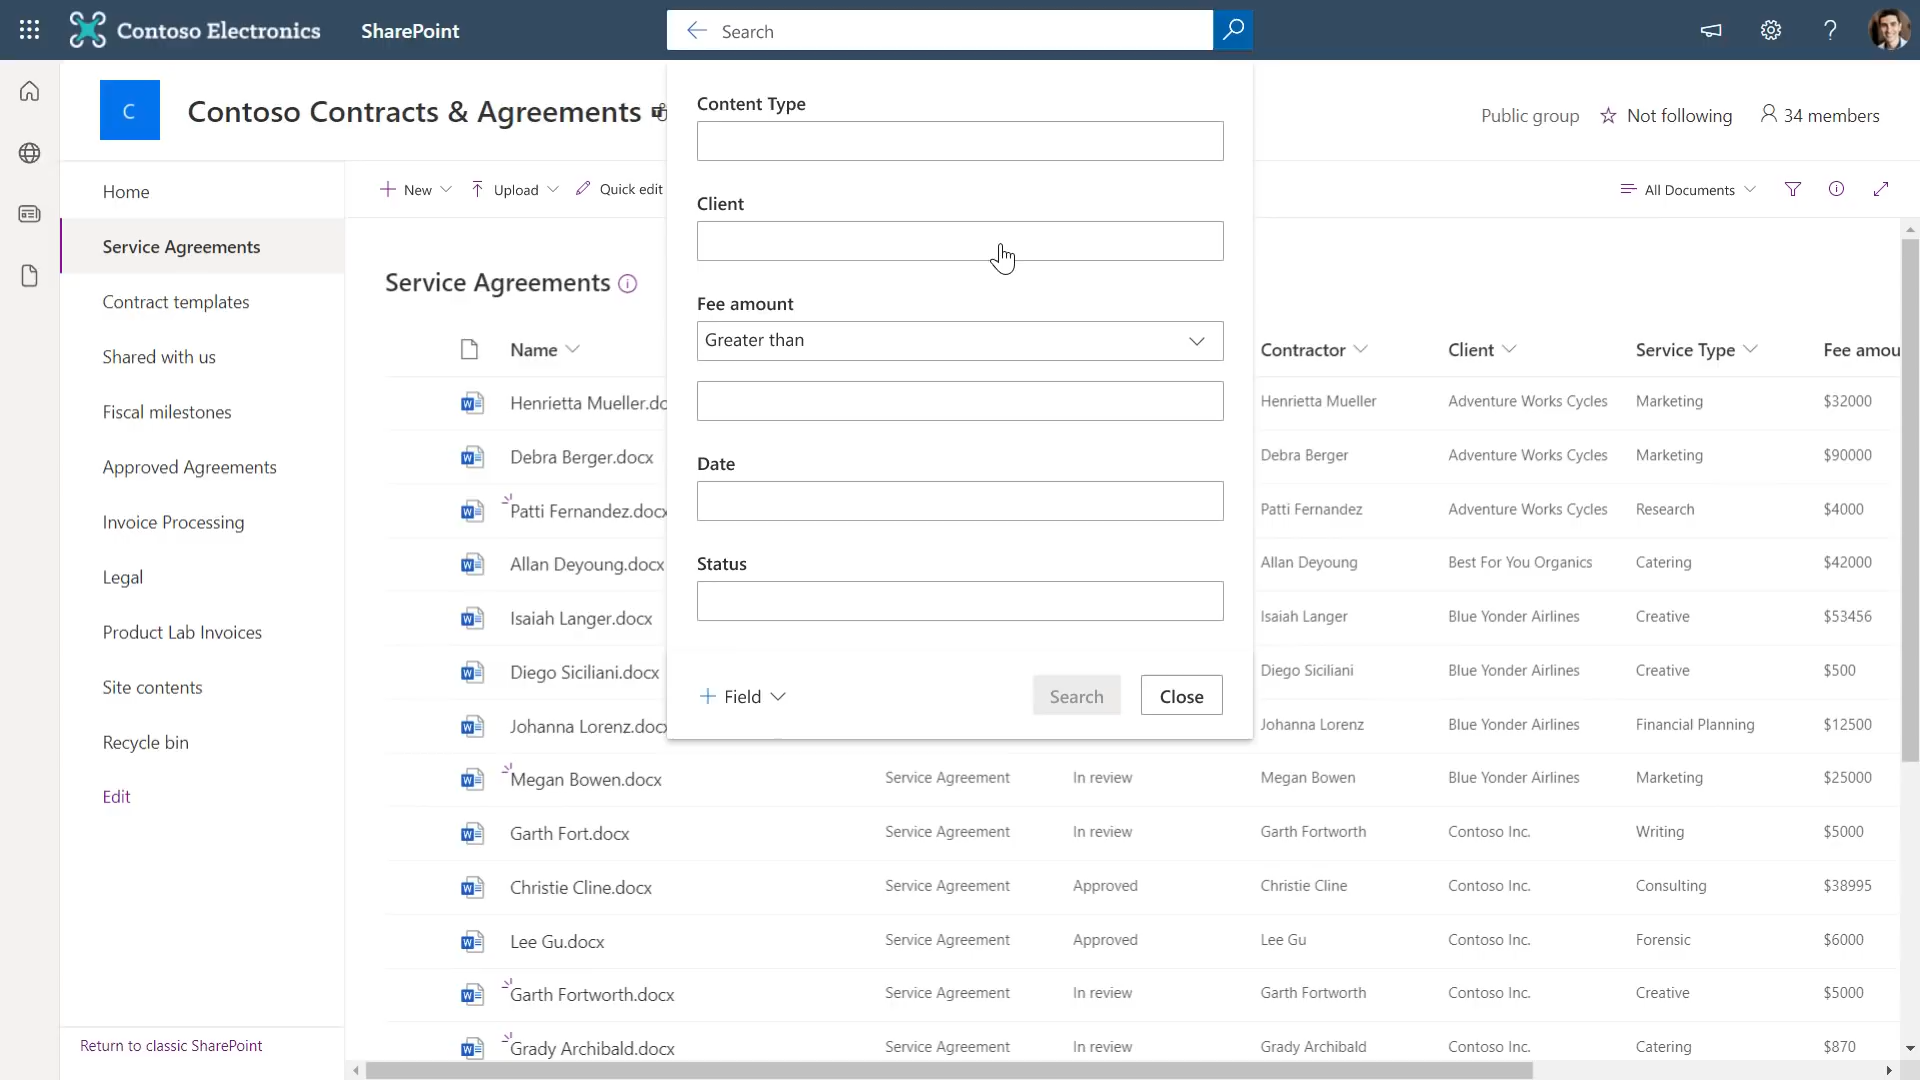 Contoso Electronics
SharePoint
Search
C
Contoso Contracts & Agreements
Public group
Not following
34 members
Home
Service Agreements
Contract templates
Shared with us
Fiscal milestones
Approved Agreements
Invoice Processing
Legal
Product Lab Invoices
Site contents
Recycle bin
Edit
Return to classic SharePoint
New
Upload
Quick edit
All Documents
Content Type
Client
Fee amount
Greater than
Date
Status
Field
Search
Close
Service Agreements
Name Contractor Client Service Type Fee amou
Henrietta Mueller.do Henrietta Mueller Adventure Works Cycles Marketing $32000
Debra Berger.docx Debra Berger Adventure Works Cycles Marketing $90000
Patti Fernandez.docx Patti Fernandez Adventure Works Cycles Research $4000
Allan Deyoung.docx Allan Deyoung Best For You Organics Catering $42000
Isaiah Langer.docx Isaiah Langer Blue Yonder Airlines Creative $53456
Diego Siciliani.docx Diego Siciliani Blue Yonder Airlines Creative $500
Johanna Lorenz.docx Johanna Lorenz Blue Yonder Airlines Financial Planning $12500
Megan Bowen.docx Service Agreement In review Megan Bowen Blue Yonder Airlines Marketing $25000
Garth Fort.docx Service Agreement In review Garth Fortworth Contoso Inc. Writing $5000
Christie Cline.docx Service Agreement Approved Christie Cline Contoso Inc. Consulting $38995
Lee Gu.docx Service Agreement Approved Lee Gu Contoso Inc. Forensic $6000
Garth Fortworth.docx Service Agreement In review Garth Fortworth Contoso Inc. Creative $5000
Grady Archibald.docx Service Agreement In review Grady Archibald Contoso Inc. Catering $870